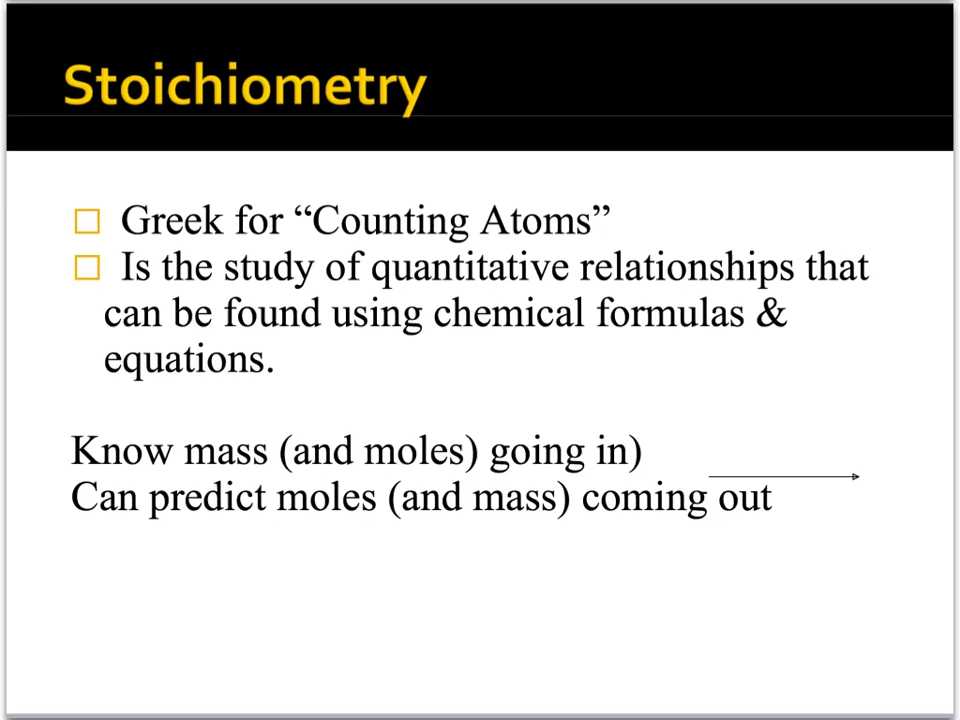 Stoichiometry
Greek for “Counting Atoms”
Is the study of quantitative relationships that
can be found using chemical formulas &
equations.
Know mass (and moles) going in)
Can predict moles (and mass) coming out